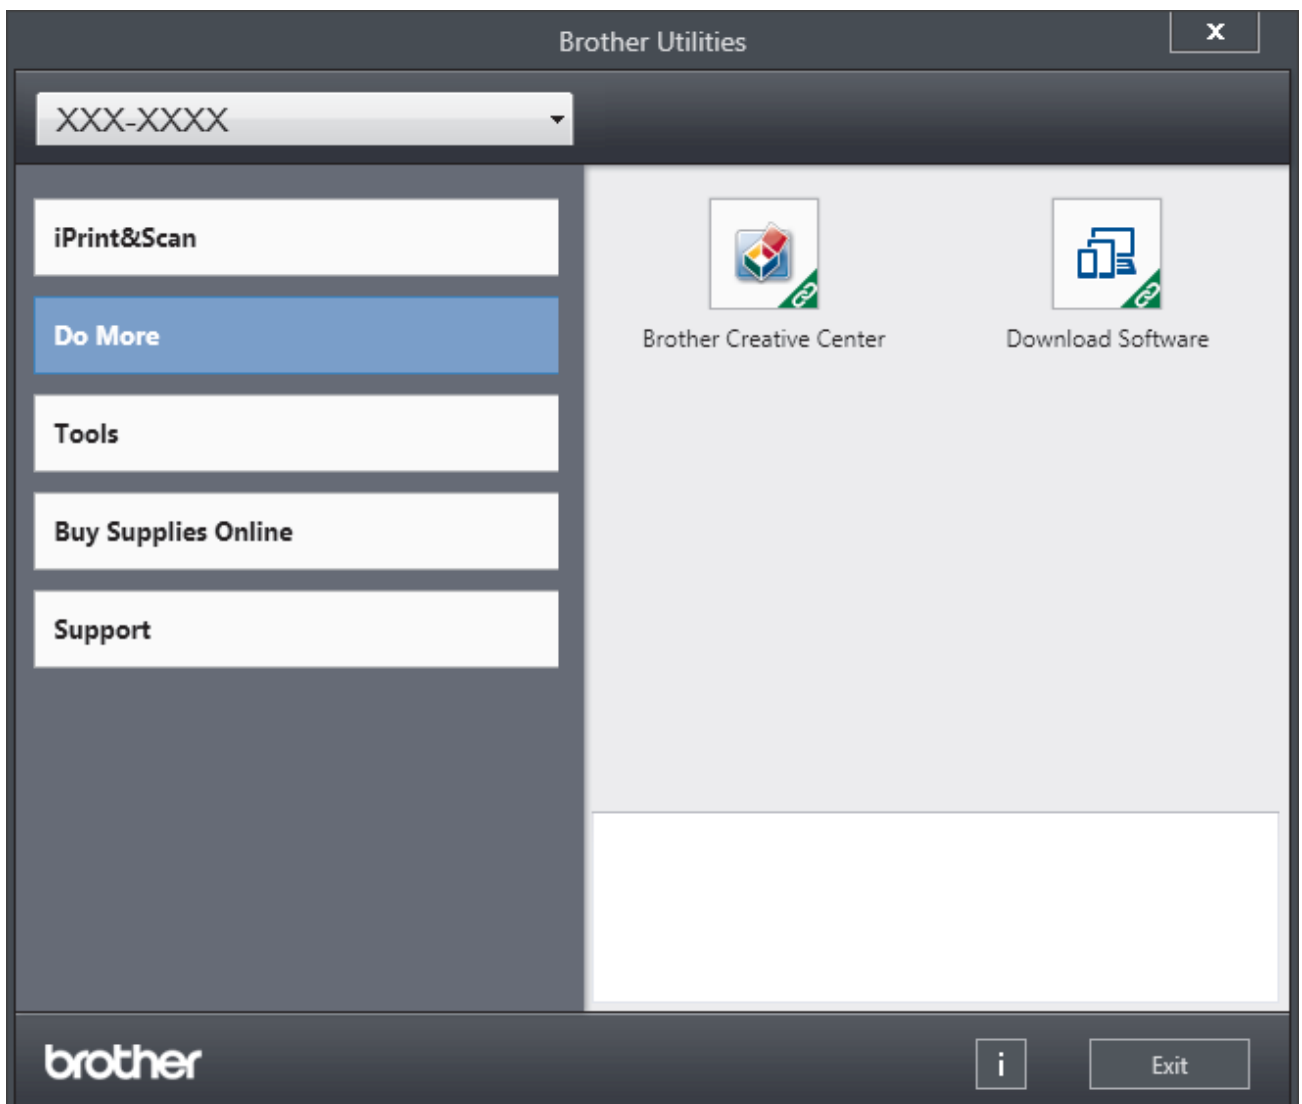 Brother Utilities
X
XXX-XXXX
iPrint&Scan
Do More
Tools
Buy Supplies Online
Support
Brother Creative Center
Download Software
brother
i
Exit